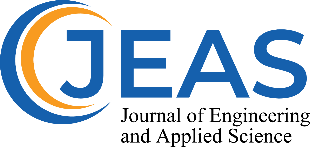 JEAS
Journal of Engineering
and Applied Science